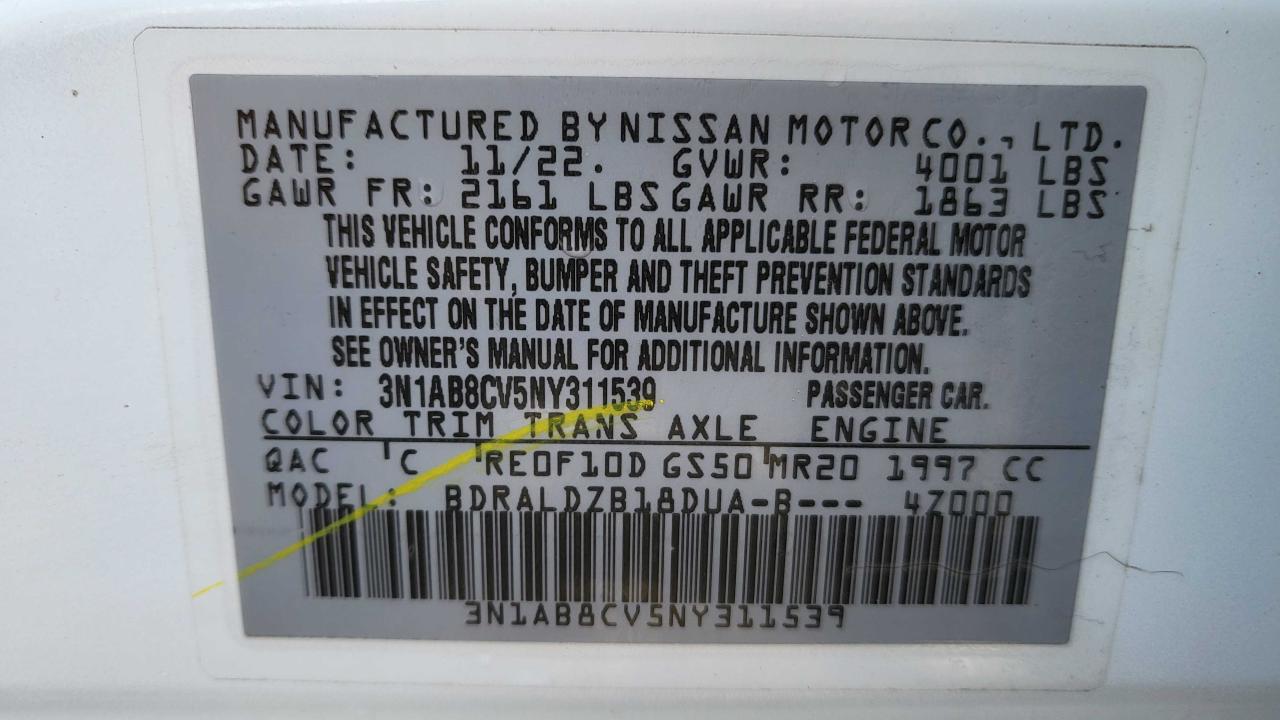 MANUFACTURED BY NISSAN MOTOR CO., LTD.
DATE: 11/22. GVWR: 4001 LBS
GAWR FR: 2161 LBS GAWR RR: 1863 LBS
THIS VEHICLE CONFORMS TO ALL APPLICABLE FEDERAL MOTOR
VEHICLE SAFETY, BUMPER AND THEFT PREVENTION STANDARDS
IN EFFECT ON THE DATE OF MANUFACTURE SHOWN ABOVE.
SEE OWNER'S MANUAL FOR ADDITIONAL INFORMATION.
VIN: 3N1AB8CV5NY311539 PASSENGER CAR.
COLOR TRIM TRANS AXLE ENGINE
QAC C RE0F10D GS50 MR20 1997 CC
MODEL: BDRALDZB18DUA-B--- 4Z000
3N1AB8CV5NY311539